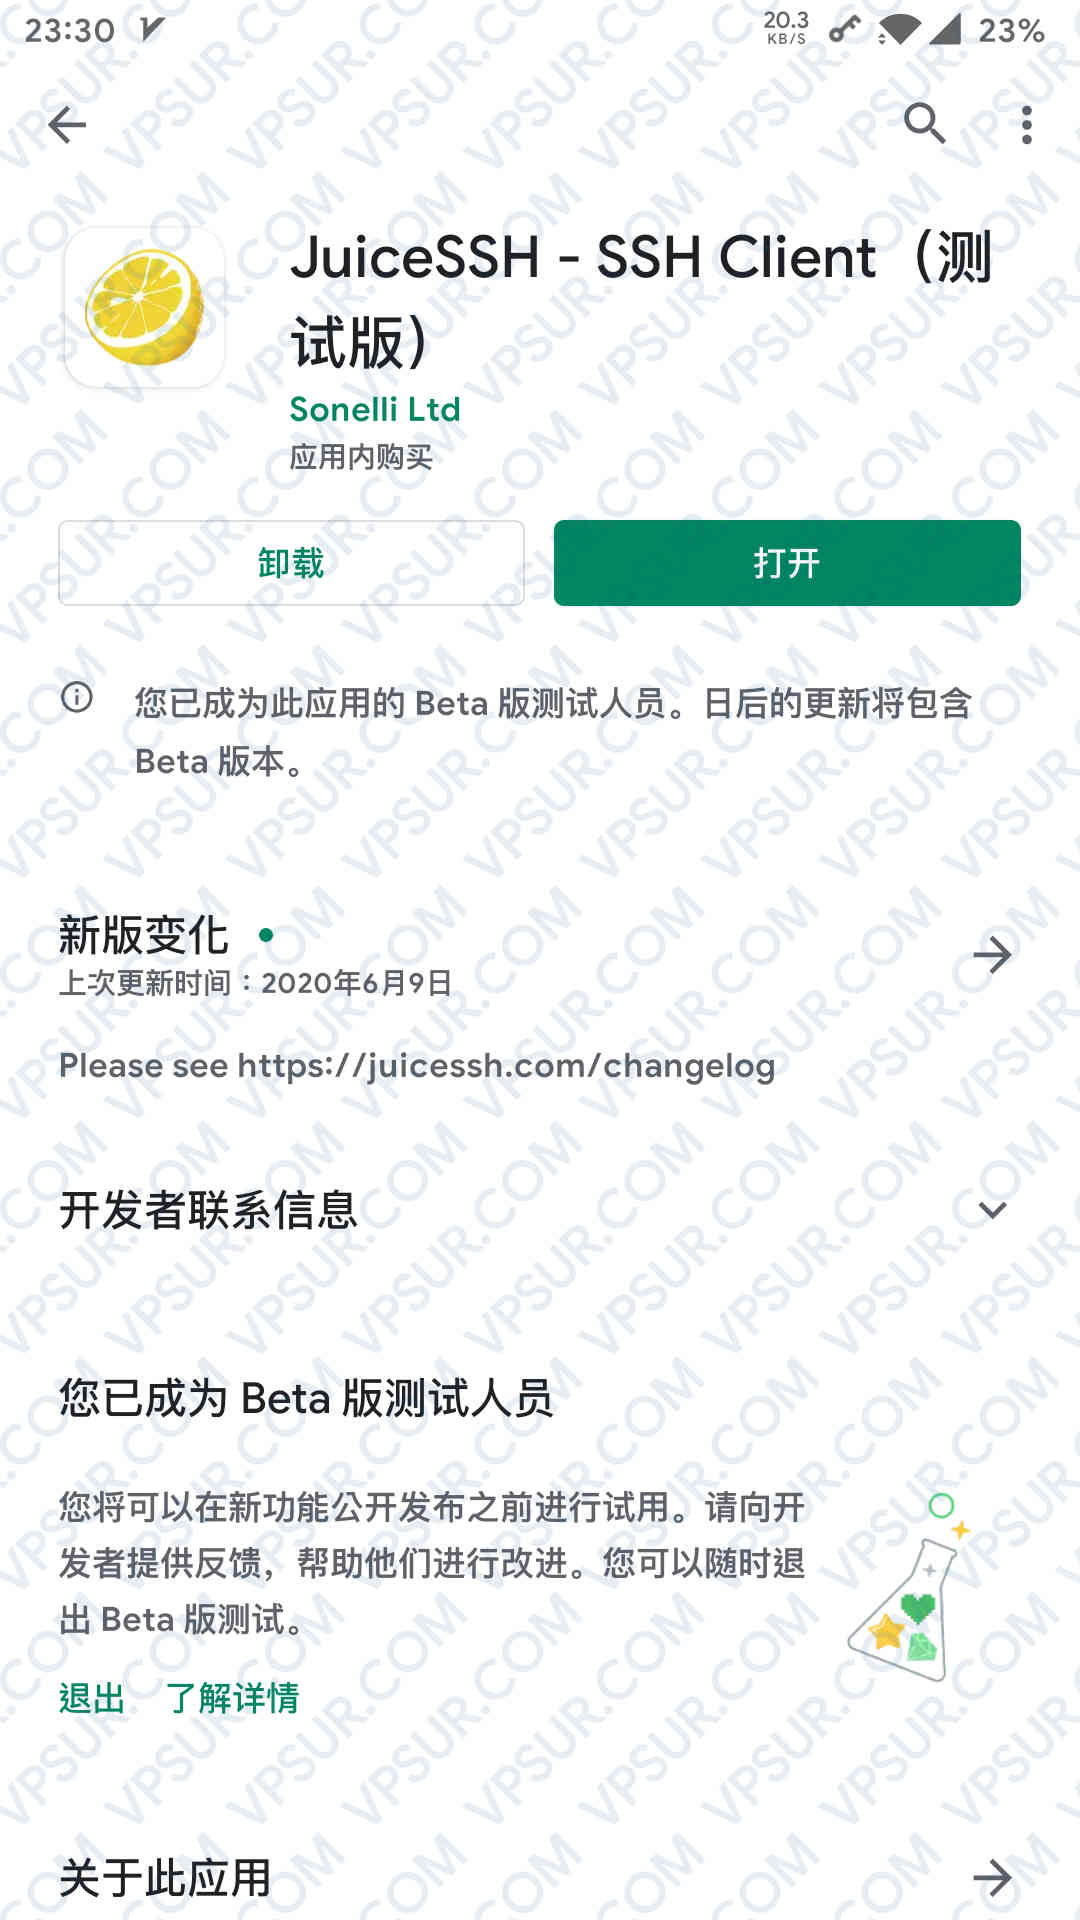 23:30
20.3
KB/S
23%
JuiceSSH - SSH Client（测
试版）
Sonelli Ltd
应用内购买
卸载
打开
您已成为此应用的 Beta 版测试人员。日后的更新将包含
Beta 版本。
新版变化
上次更新时间：2020年6月9日
Please see https://juicessh.com/changelog
开发者联系信息
您已成为 Beta 版测试人员
您将可以在新功能公开发布之前进行试用。请向开
发者提供反馈，帮助他们进行改进。您可以随时退
出 Beta 版测试。
退出 了解详情
关于此应用
VPSUR.COM